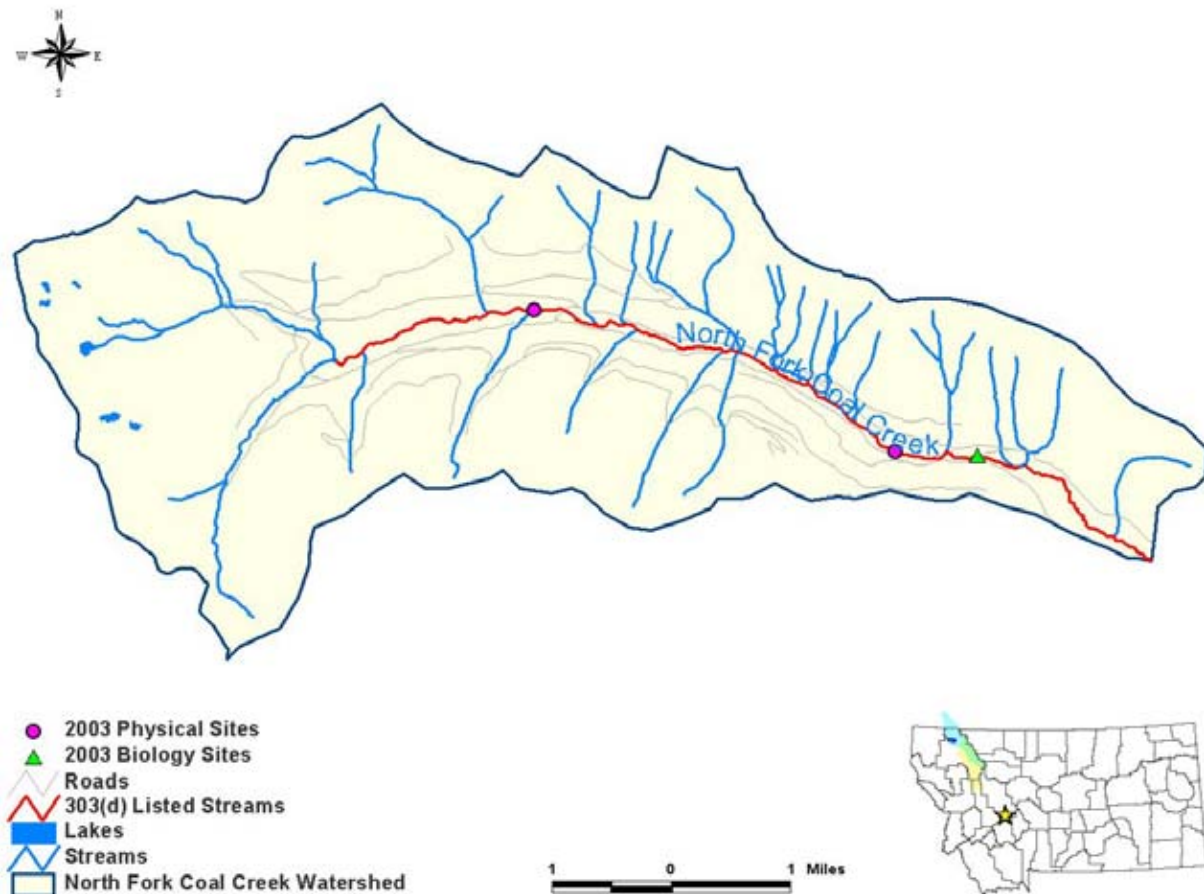 N
W E
S
North Fork Coal Creek
2003 Physical Sites
2003 Biology Sites
Roads
303(d) Listed Streams
Lakes
Streams
North Fork Coal Creek Watershed
1 0 1 Miles